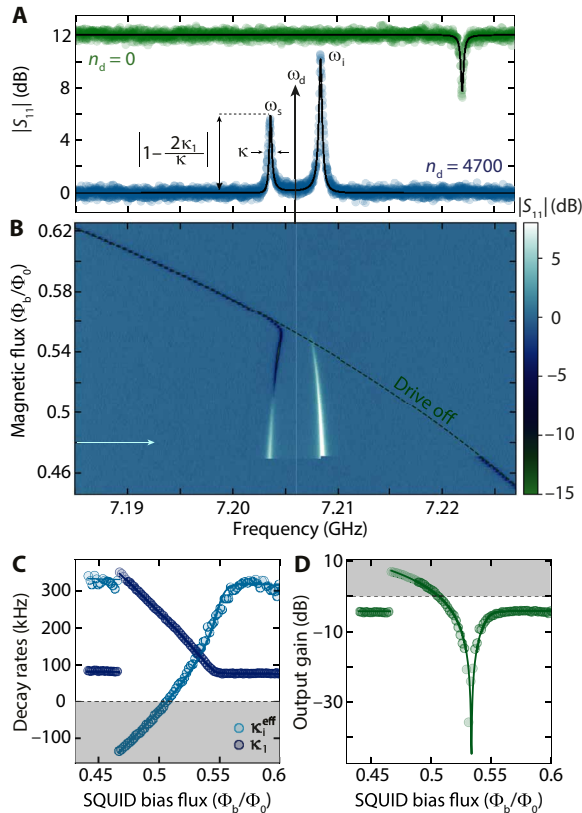 A
12
8
4
0
|S11| (dB)
nd = 0
ωd
ωi
ωs
|1 − 2κ1/κ|
κ
nd = 4700
B
0.62
0.58
0.54
0.5
0.46
Magnetic flux (Φb/Φ0)
Drive off
7.19
7.20
7.21
7.22
Frequency (GHz)
|S11| (dB)
5
0
−5
−10
−15
C
300
200
100
0
−100
Decay rates (kHz)
κi^eff
κ1
0.45
0.5
0.55
0.6
SQUID bias flux (Φb/Φ0)
D
10
−10
−30
Output gain (dB)
0.45
0.5
0.55
0.6
SQUID bias flux (Φb/Φ0)